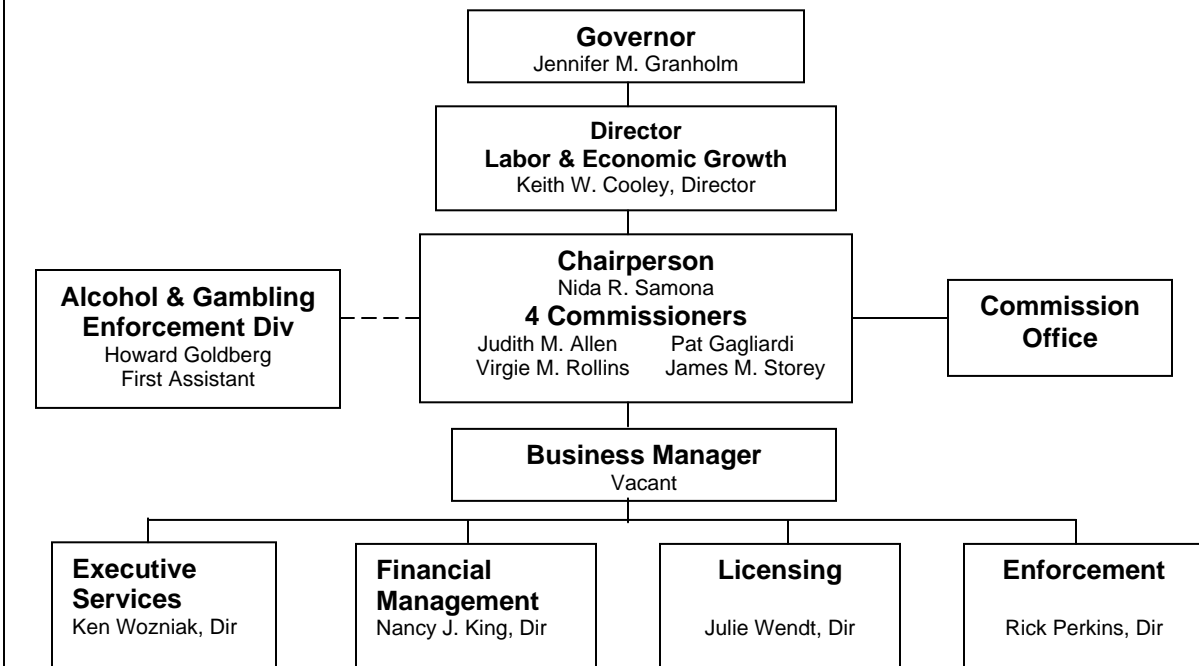 Governor
Jennifer M. Granholm
Director
Labor & Economic Growth
Keith W. Cooley, Director
Chairperson
Nida R. Samona
4 Commissioners
Judith M. Allen Pat Gagliardi
Virgie M. Rollins James M. Storey
Alcohol & Gambling
Enforcement Div
Howard Goldberg
First Assistant
Commission
Office
Business Manager
Vacant
Executive
Services
Ken Wozniak, Dir
Financial
Management
Nancy J. King, Dir
Licensing
Julie Wendt, Dir
Enforcement
Rick Perkins, Dir